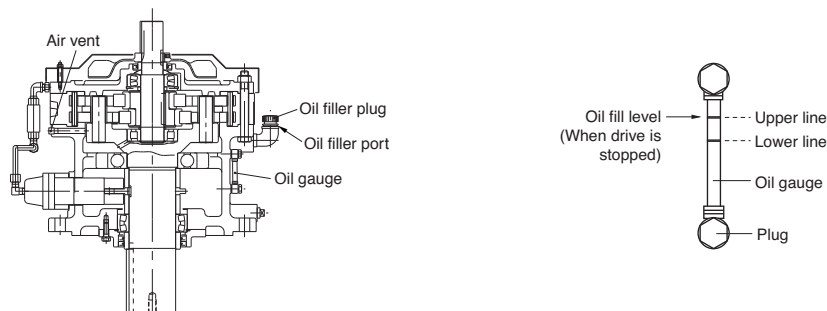 Air vent
Oil filler plug
Oil filler port
Oil gauge
Oil fill level
(When drive is
stopped)
Upper line
Lower line
Oil gauge
Plug